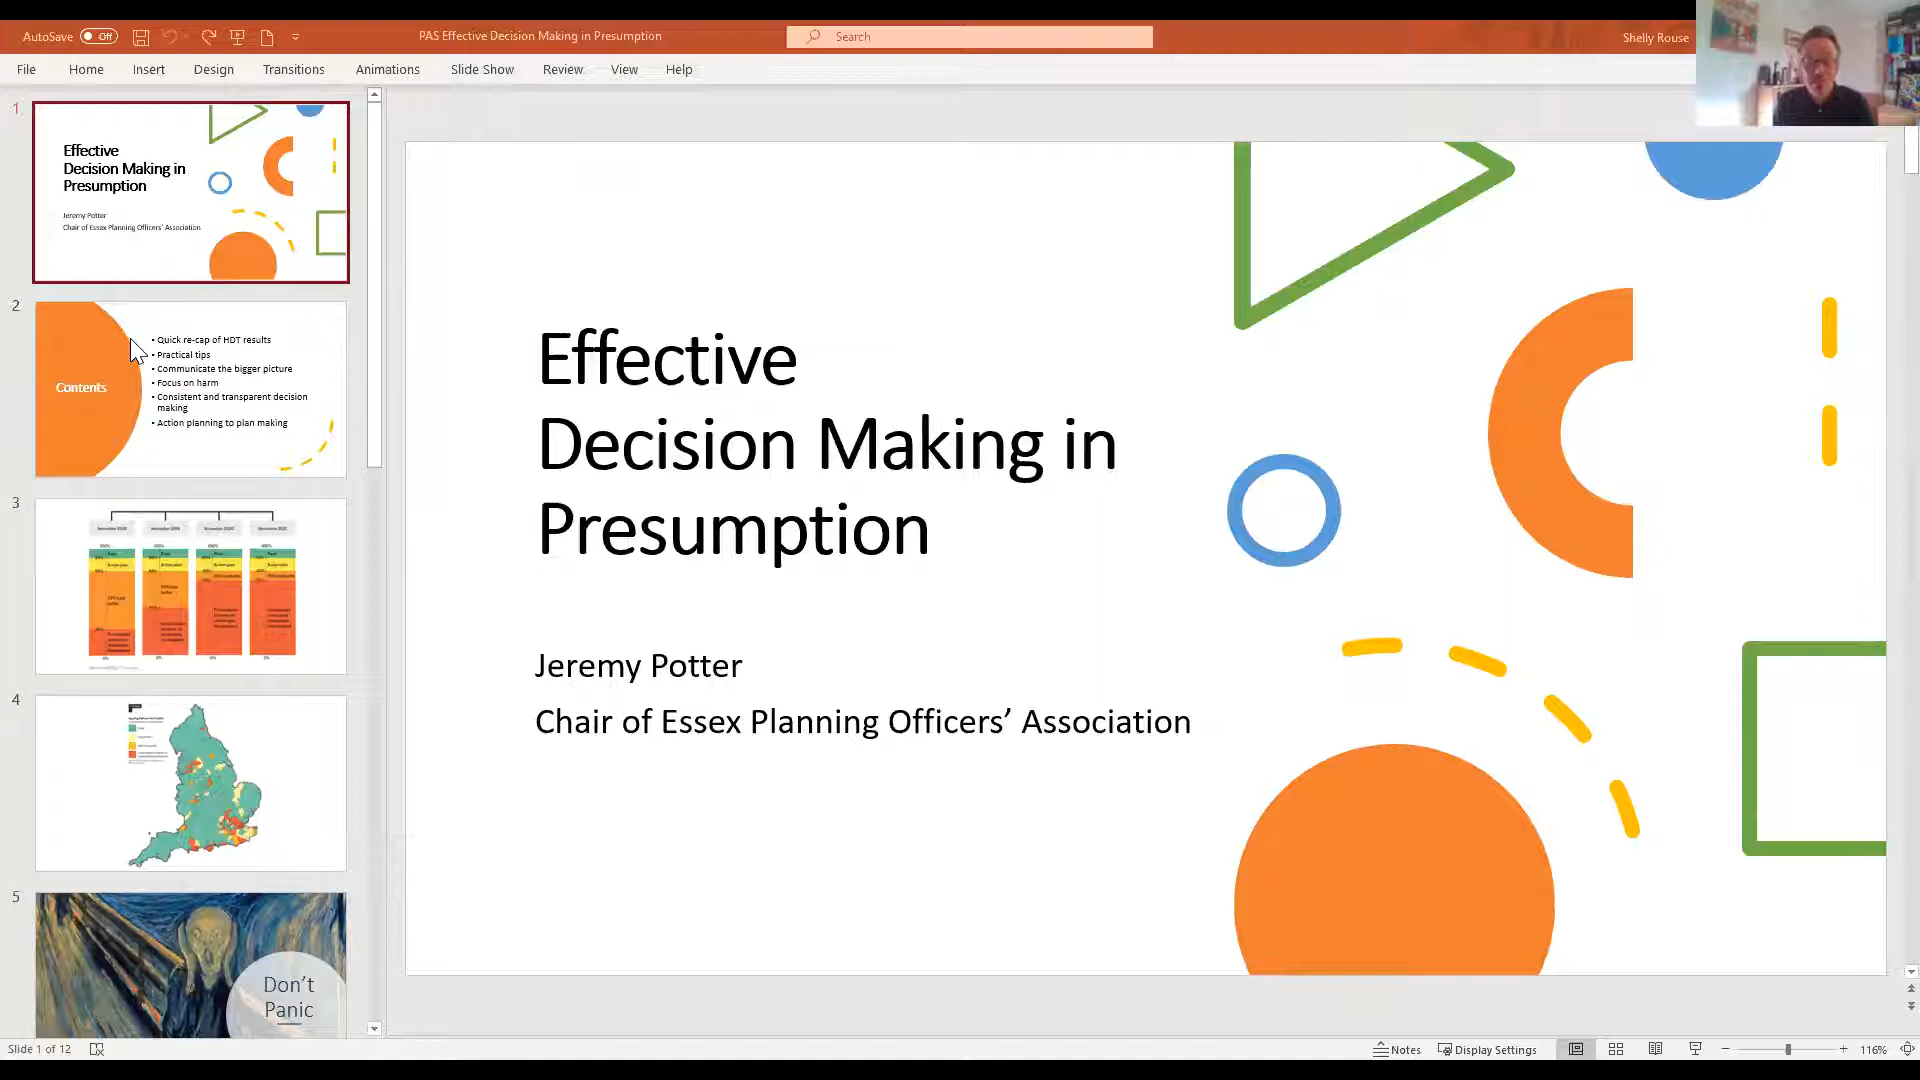 AutoSave Off
PAS Effective Decision Making in Presumption
Search
Shelly Rouse
File Home Insert Design Transitions Animations Slide Show Review View Help
1
Effective
Decision Making in
Presumption
Jeremy Potter
Chair of Essex Planning Officers' Association
2
Contents
• Quick re-cap of HDT results
• Practical tips
• Communicate the bigger picture
• Focus on harm
• Consistent and transparent decision
making
• Action planning to plan making
3
4
5
Don't
Panic
Effective
Decision Making in
Presumption
Jeremy Potter
Chair of Essex Planning Officers' Association
Slide 1 of 12
Notes
Display Settings
116%